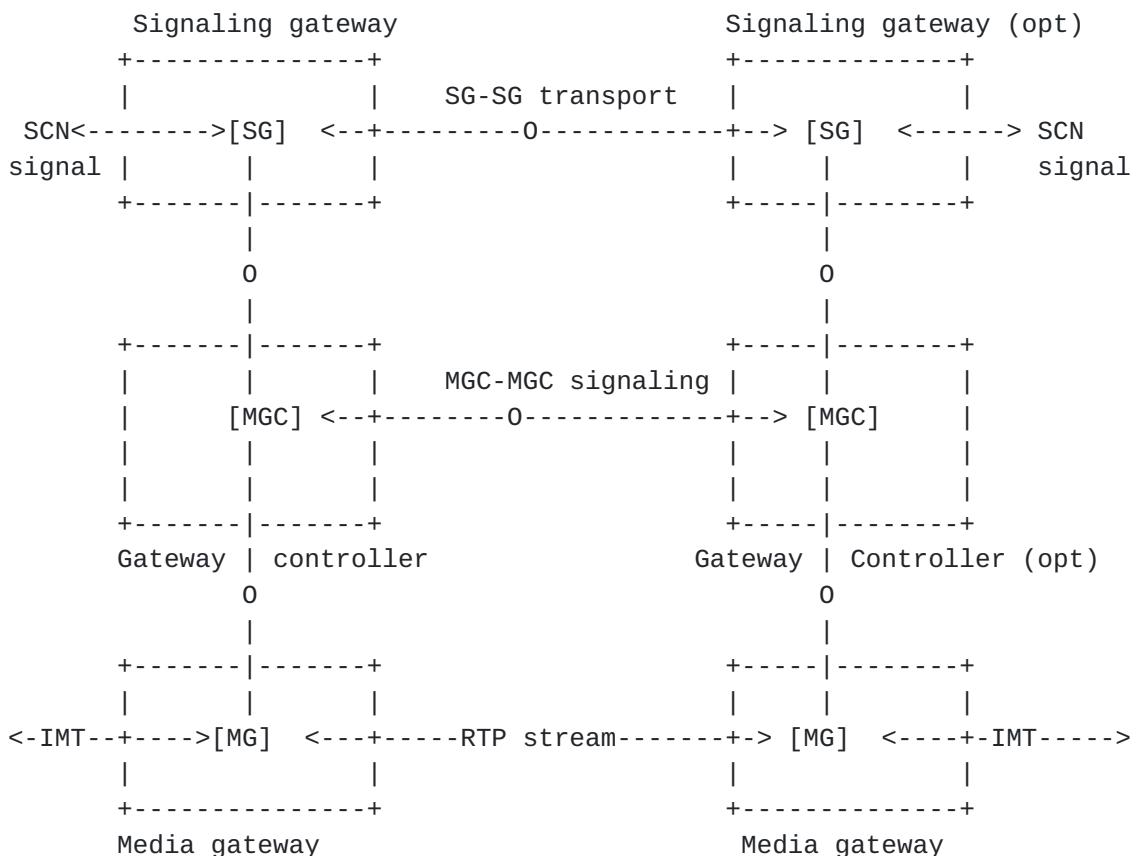 Signaling gateway Signaling gateway (opt)
+---------------+ +--------------+
| | SG-SG transport | |
SCN<-------->[SG] <--+---------O------------+--> [SG] <------> SCN
signal | | | | | | signal
+-------|-------+ +-----|--------+
| |
O O
| |
+-------|-------+ +-----|--------+
| | | MGC-MGC signaling | | |
| [MGC] <--+--------O-------------+--> [MGC] |
| | | | | |
| | | | | |
+-------|-------+ +-----|--------+
Gateway | controller Gateway | Controller (opt)
O O
| |
+-------|-------+ +-----|--------+
| | | | | |
<-IMT--+---->[MG] <---+-----RTP stream-------+-> [MG] <----+-IMT----->
| | | |
+---------------+ +--------------+
Media gateway Media gateway